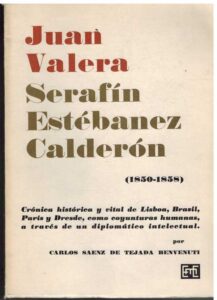 Juan
Valera
Serafín
Estébanez
Calderón
(1850-1858)
Crónica histórica y vital de Lisboa, Brasil,
París y Dresde, como coyunturas humanas,
a través de un diplomático intelectual.
por
CARLOS SAENZ DE TEJADA BENVENUTI